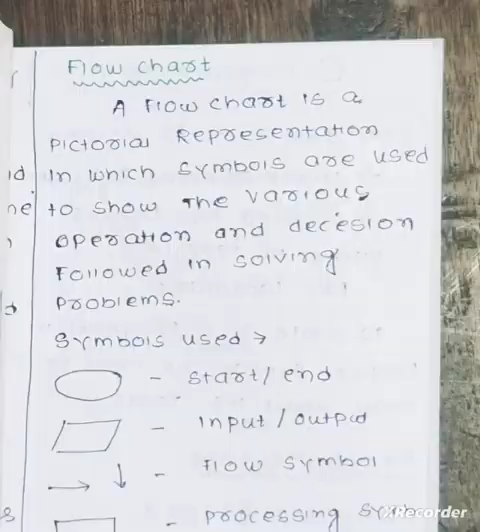 Flow chart
A Flow chart is a
Pictorial Representation
in which symbols are used
to show the various
operation and decesion
Followed in solving
problems.
symbols used →
- start/ end
- input / output
- Flow symbol
- processing
XRecorder